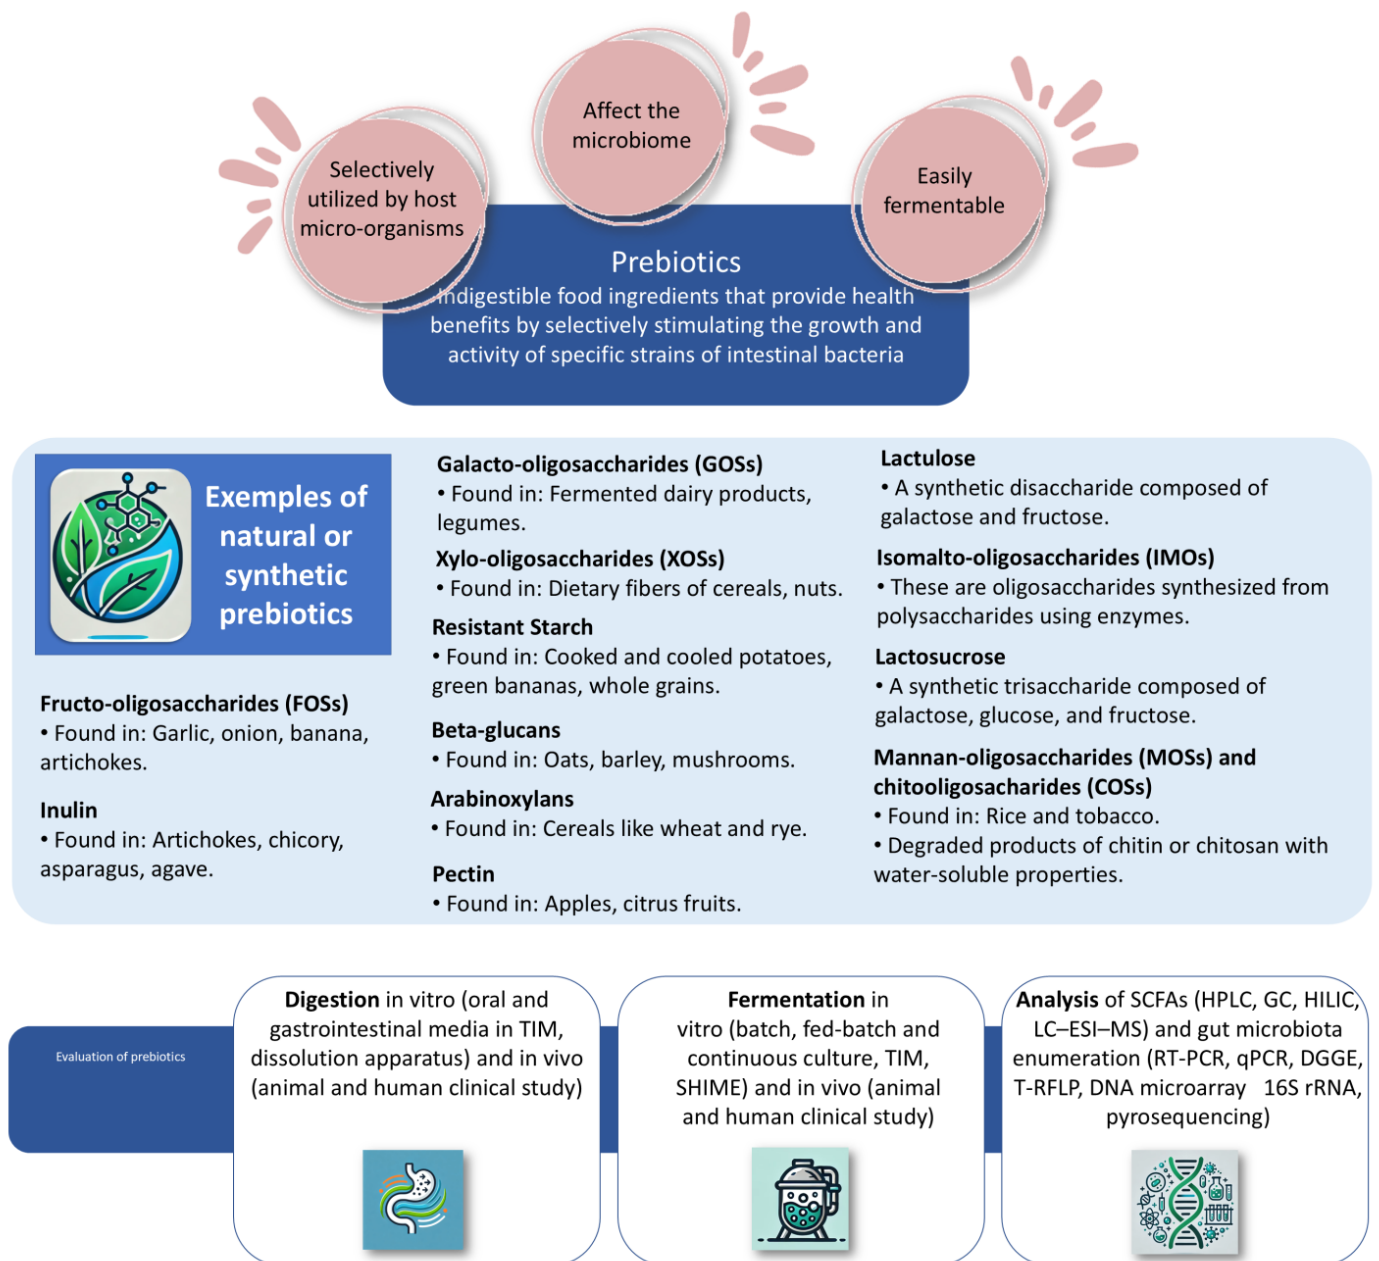 Affect the
microbiome
Selectively
utilized by host
micro-organisms
Easily
fermentable
Prebiotics
Indigestible food ingredients that provide health
benefits by selectively stimulating the growth and
activity of specific strains of intestinal bacteria
Exemples of
natural or
synthetic
prebiotics
Fructo-oligosaccharides (FOSs)
• Found in: Garlic, onion, banana,
artichokes.
Inulin
• Found in: Artichokes, chicory,
asparagus, agave.
Galacto-oligosaccharides (GOSs)
• Found in: Fermented dairy products,
legumes.
Xylo-oligosaccharides (XOSs)
• Found in: Dietary fibers of cereals, nuts.
Resistant Starch
• Found in: Cooked and cooled potatoes,
green bananas, whole grains.
Beta-glucans
• Found in: Oats, barley, mushrooms.
Arabinoxylans
• Found in: Cereals like wheat and rye.
Pectin
• Found in: Apples, citrus fruits.
Lactulose
• A synthetic disaccharide composed of
galactose and fructose.
Isomalto-oligosaccharides (IMOs)
• These are oligosaccharides synthesized from
polysaccharides using enzymes.
Lactosucrose
• A synthetic trisaccharide composed of
galactose, glucose, and fructose.
Mannan-oligosaccharides (MOSs) and
chitooligosacharides (COSs)
• Found in: Rice and tobacco.
• Degraded products of chitin or chitosan with
water-soluble properties.
Evaluation of prebiotics
Digestion in vitro (oral and
gastrointestinal media in TIM,
dissolution apparatus) and in vivo
(animal and human clinical study)
Fermentation in
vitro (batch, fed-batch and
continuous culture, TIM,
SHIME) and in vivo (animal
and human clinical study)
Analysis of SCFAs (HPLC, GC, HILIC,
LC–ESI–MS) and gut microbiota
enumeration (RT-PCR, qPCR, DGGE,
T-RFLP, DNA microarray 16S rRNA,
pyrosequencing)